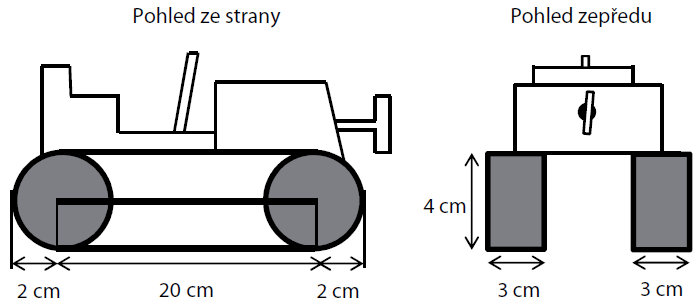 Pohled ze strany
Pohled zepředu
4 cm
2 cm
20 cm
2 cm
3 cm
3 cm